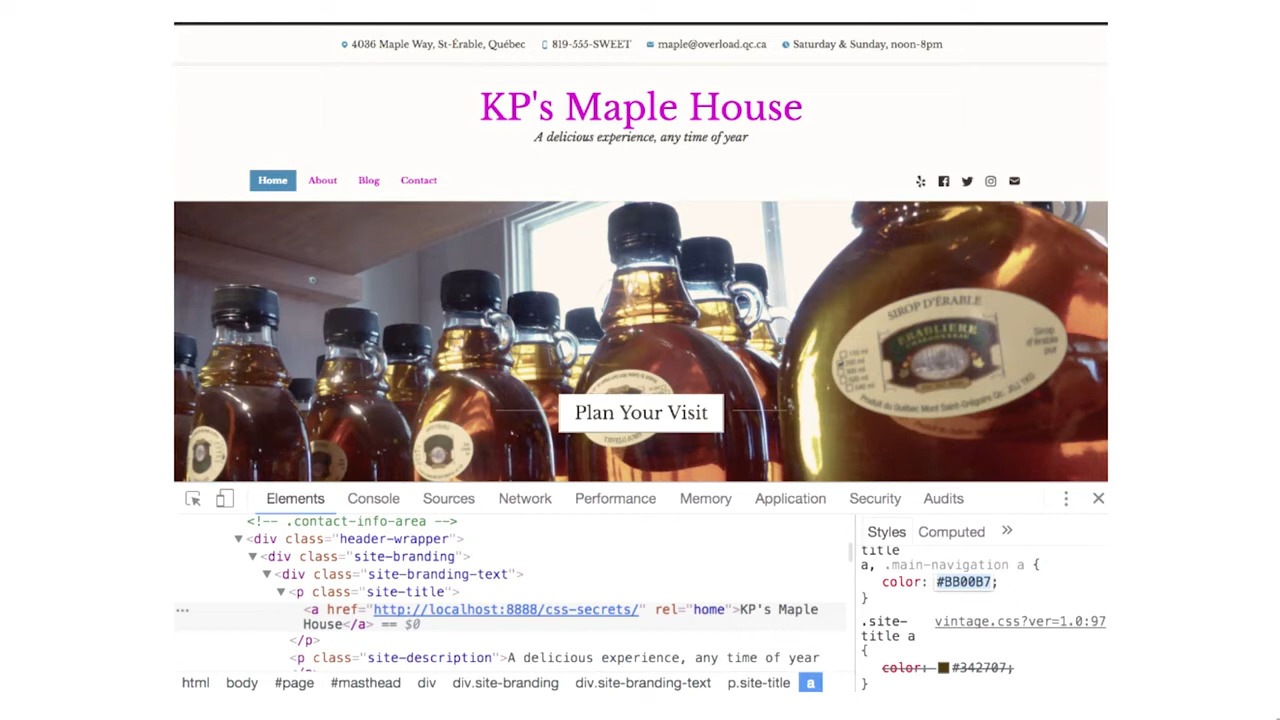 4036 Maple Way, St-Érable, Québec 819-555-SWEET maple@overload.qc.ca Saturday & Sunday, noon-8pm
KP's Maple House
A delicious experience, any time of year
Home About Blog Contact
SIROP D'ÉRABLE
Sirop
d'érable
pur
Plan Your Visit
Elements Console Sources Network Performance Memory Application Security Audits
<!-- .contact-info-area -->
▼<div class="header-wrapper">
▼<div class="site-branding">
▼<div class="site-branding-text">
▼<p class="site-title">
<a href="http://localhost:8888/css-secrets/" rel="home">KP's Maple
House</a> == $0
</p>
<p class="site-description">A delicious experience, any time of year
html body #page #masthead div div.site-branding div.site-branding-text p.site-title a
Styles Computed »
title
a, .main-navigation a {
color: #BB00B7;
}
.site- vintage.css?ver=1.0:97
title a
{
color: #342707;
}